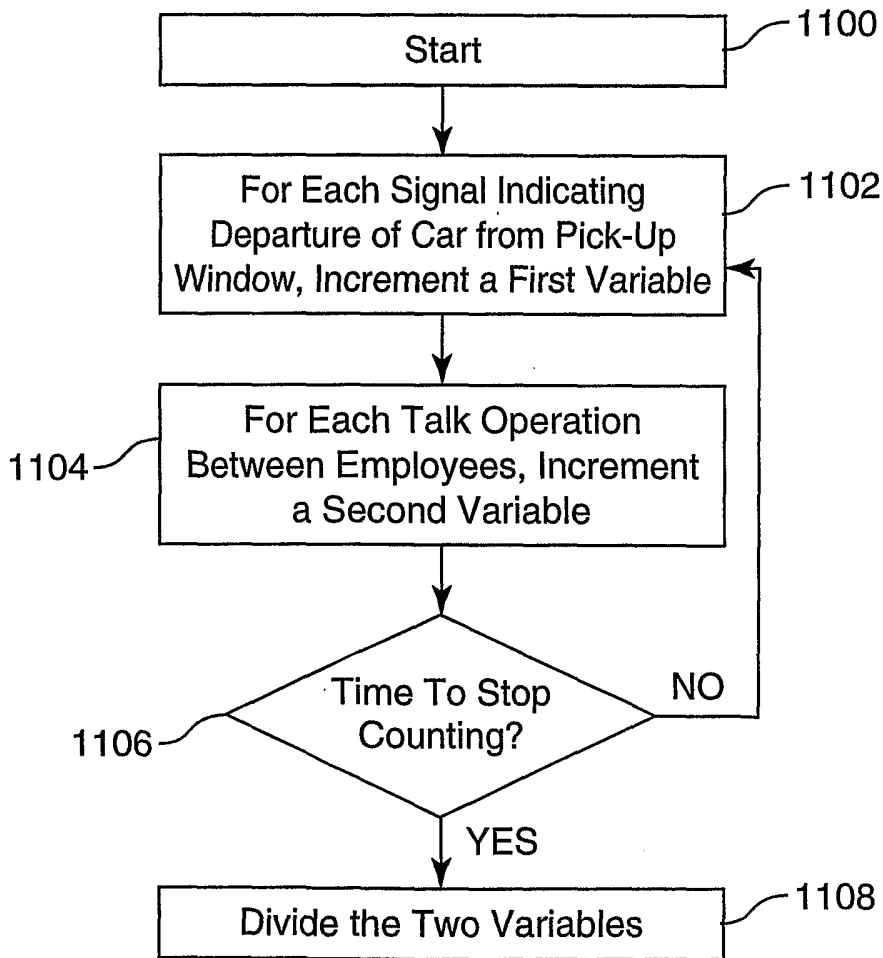 Start
1100
For Each Signal Indicating
Departure of Car from Pick-Up
Window, Increment a First Variable
1102
For Each Talk Operation
Between Employees, Increment
a Second Variable
1104
Time To Stop
Counting?
NO
1106
YES
Divide the Two Variables
1108